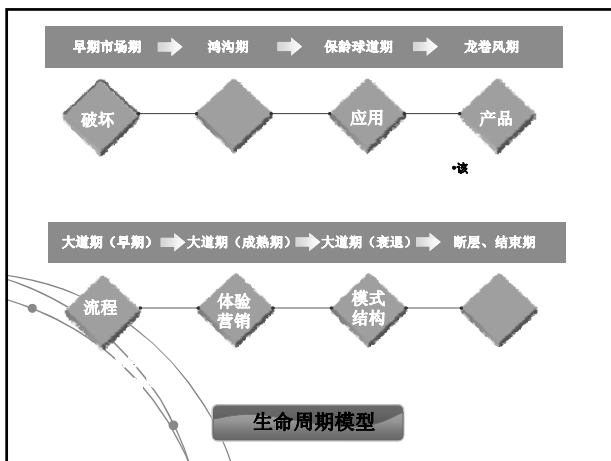 早期市场期 鸿沟期 保龄球道期 龙卷风期
破坏 应用 产品
•该
大道期（早期） 大道期（成熟期） 大道期（衰退） 断层、结束期
流程 体验 模式
营销 结构
生命周期模型